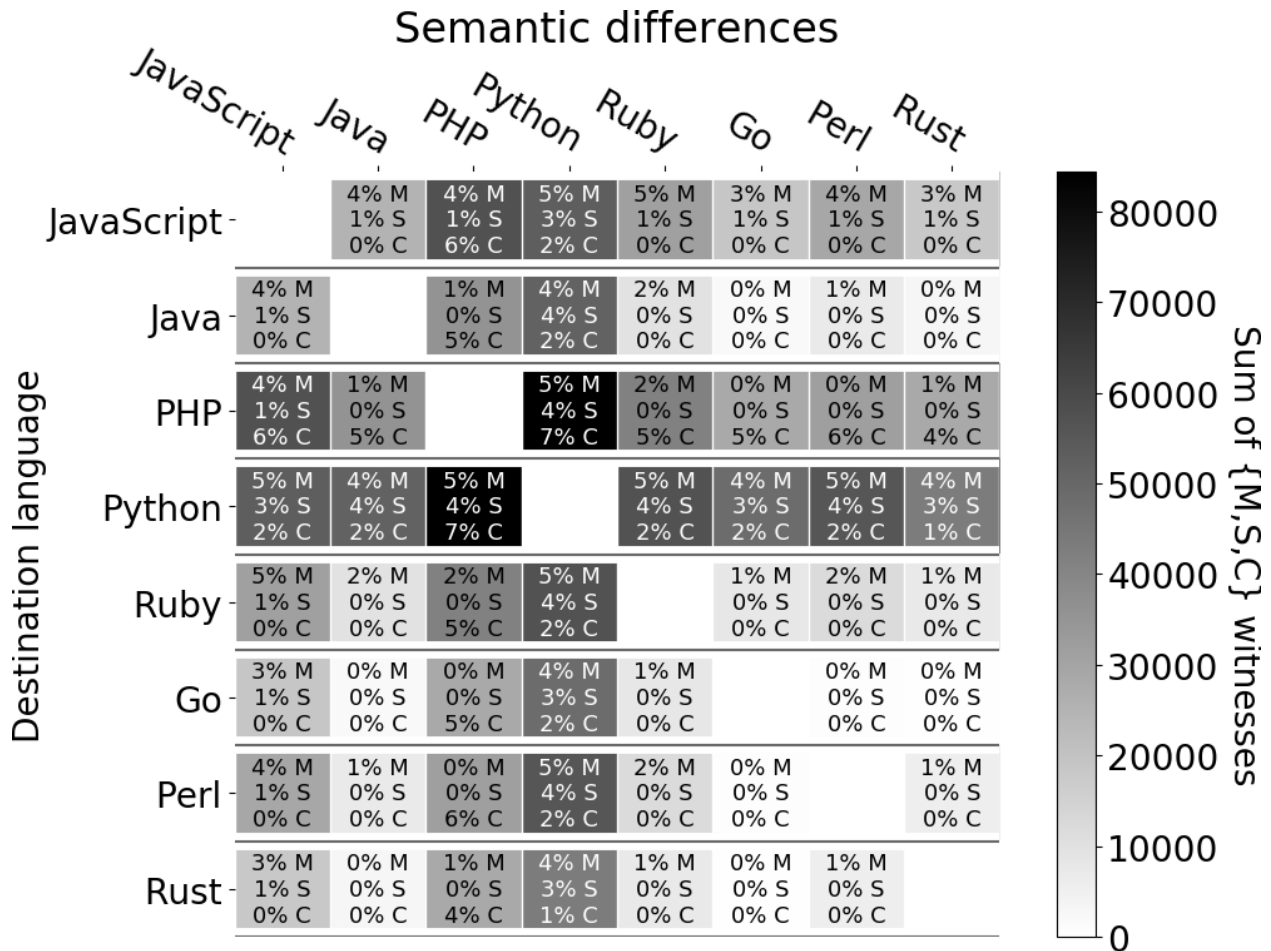 Semantic differences
JavaScript Java PHP Python Ruby Go Perl Rust
JavaScript
4% M 4% M 5% M 5% M 3% M 4% M 3% M
1% S 1% S 3% S 1% S 1% S 1% S 1% S
0% C 6% C 2% C 0% C 0% C 0% C 0% C
Java
4% M 1% M 4% M 2% M 0% M 1% M 0% M
1% S 0% S 4% S 0% S 0% S 0% S 0% S
0% C 5% C 2% C 0% C 0% C 0% C 0% C
PHP
4% M 1% M 5% M 2% M 0% M 0% M 1% M
1% S 0% S 4% S 0% S 0% S 0% S 0% S
6% C 5% C 7% C 5% C 5% C 6% C 4% C
Python
5% M 4% M 5% M 5% M 4% M 5% M 4% M
3% S 4% S 4% S 4% S 3% S 4% S 3% S
2% C 2% C 7% C 2% C 2% C 2% C 1% C
Ruby
5% M 2% M 2% M 5% M 1% M 2% M 1% M
1% S 0% S 0% S 4% S 0% S 0% S 0% S
0% C 0% C 5% C 2% C 0% C 0% C 0% C
Go
3% M 0% M 0% M 4% M 1% M 0% M 0% M
1% S 0% S 0% S 3% S 0% S 0% S 0% S
0% C 0% C 5% C 2% C 0% C 0% C 0% C
Perl
4% M 1% M 0% M 5% M 2% M 0% M 1% M
1% S 0% S 0% S 4% S 0% S 0% S 0% S
0% C 0% C 6% C 2% C 0% C 0% C 0% C
Rust
3% M 0% M 1% M 4% M 1% M 0% M 1% M
1% S 0% S 0% S 3% S 0% S 0% S 0% S
0% C 0% C 4% C 1% C 0% C 0% C 0% C
Destination language
80000
70000
60000
50000
40000
30000
20000
10000
0
Sum of {M,S,C} witnesses